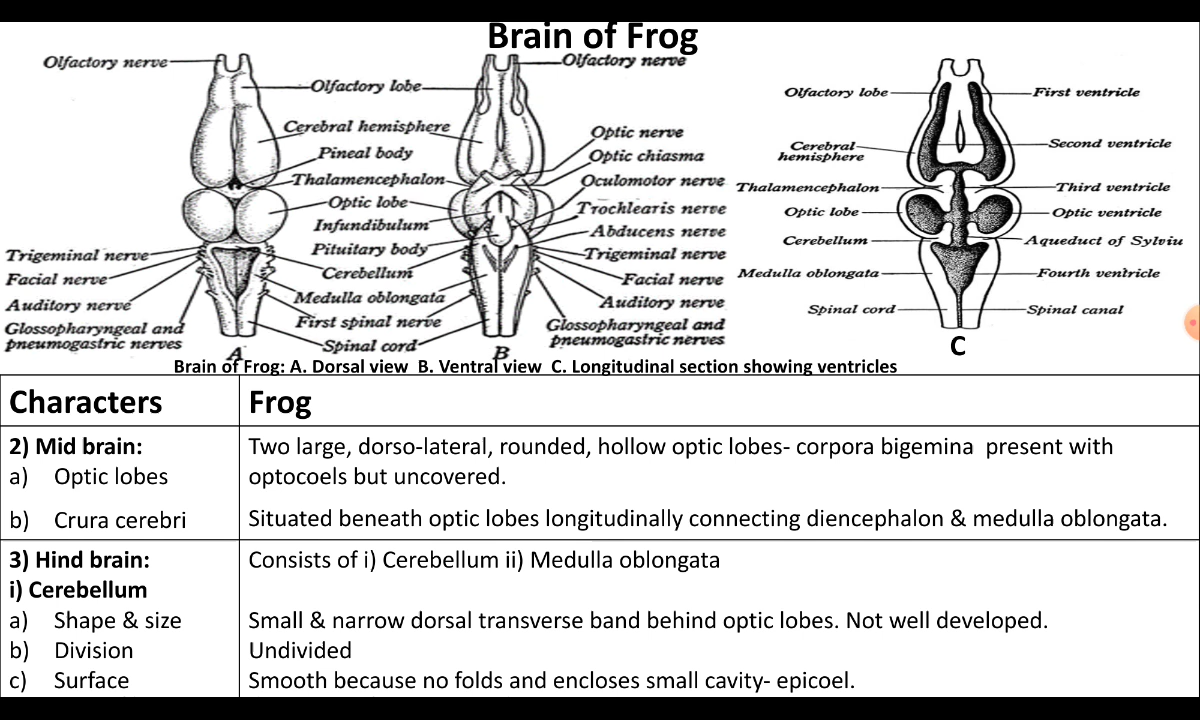 Brain of Frog
Olfactory nerve
Olfactory lobe
Cerebral hemisphere
Pineal body
Thalamencephalon
Optic lobe
Infundibulum
Pituitary body
Cerebellum
Medulla oblongata
First spinal nerve
Spinal cord
Trigeminal nerve
Facial nerve
Auditory nerve
Glossopharyngeal and
pneumogastric nerves
A
Olfactory nerve
Optic nerve
Optic chiasma
Oculomotor nerve
Trochlearis nerve
Abducens nerve
Trigeminal nerve
Facial nerve
Auditory nerve
Glossopharyngeal and
pneumogastric nerves
B
Olfactory lobe
Cerebral
hemisphere
Thalamencephalon
Optic lobe
Cerebellum
Medulla oblongata
Spinal cord
First ventricle
Second ventricle
Third ventricle
Optic ventricle
Aqueduct of Sylviu
Fourth ventricle
Spinal canal
C
Brain of Frog: A. Dorsal view B. Ventral view C. Longitudinal section showing ventricles
Characters Frog
2) Mid brain: Two large, dorso-lateral, rounded, hollow optic lobes- corpora bigemina present with
a) Optic lobes optocoels but uncovered.
b) Crura cerebri Situated beneath optic lobes longitudinally connecting diencephalon & medulla oblongata.
3) Hind brain: Consists of i) Cerebellum ii) Medulla oblongata
i) Cerebellum
a) Shape & size Small & narrow dorsal transverse band behind optic lobes. Not well developed.
b) Division Undivided
c) Surface Smooth because no folds and encloses small cavity- epicoel.